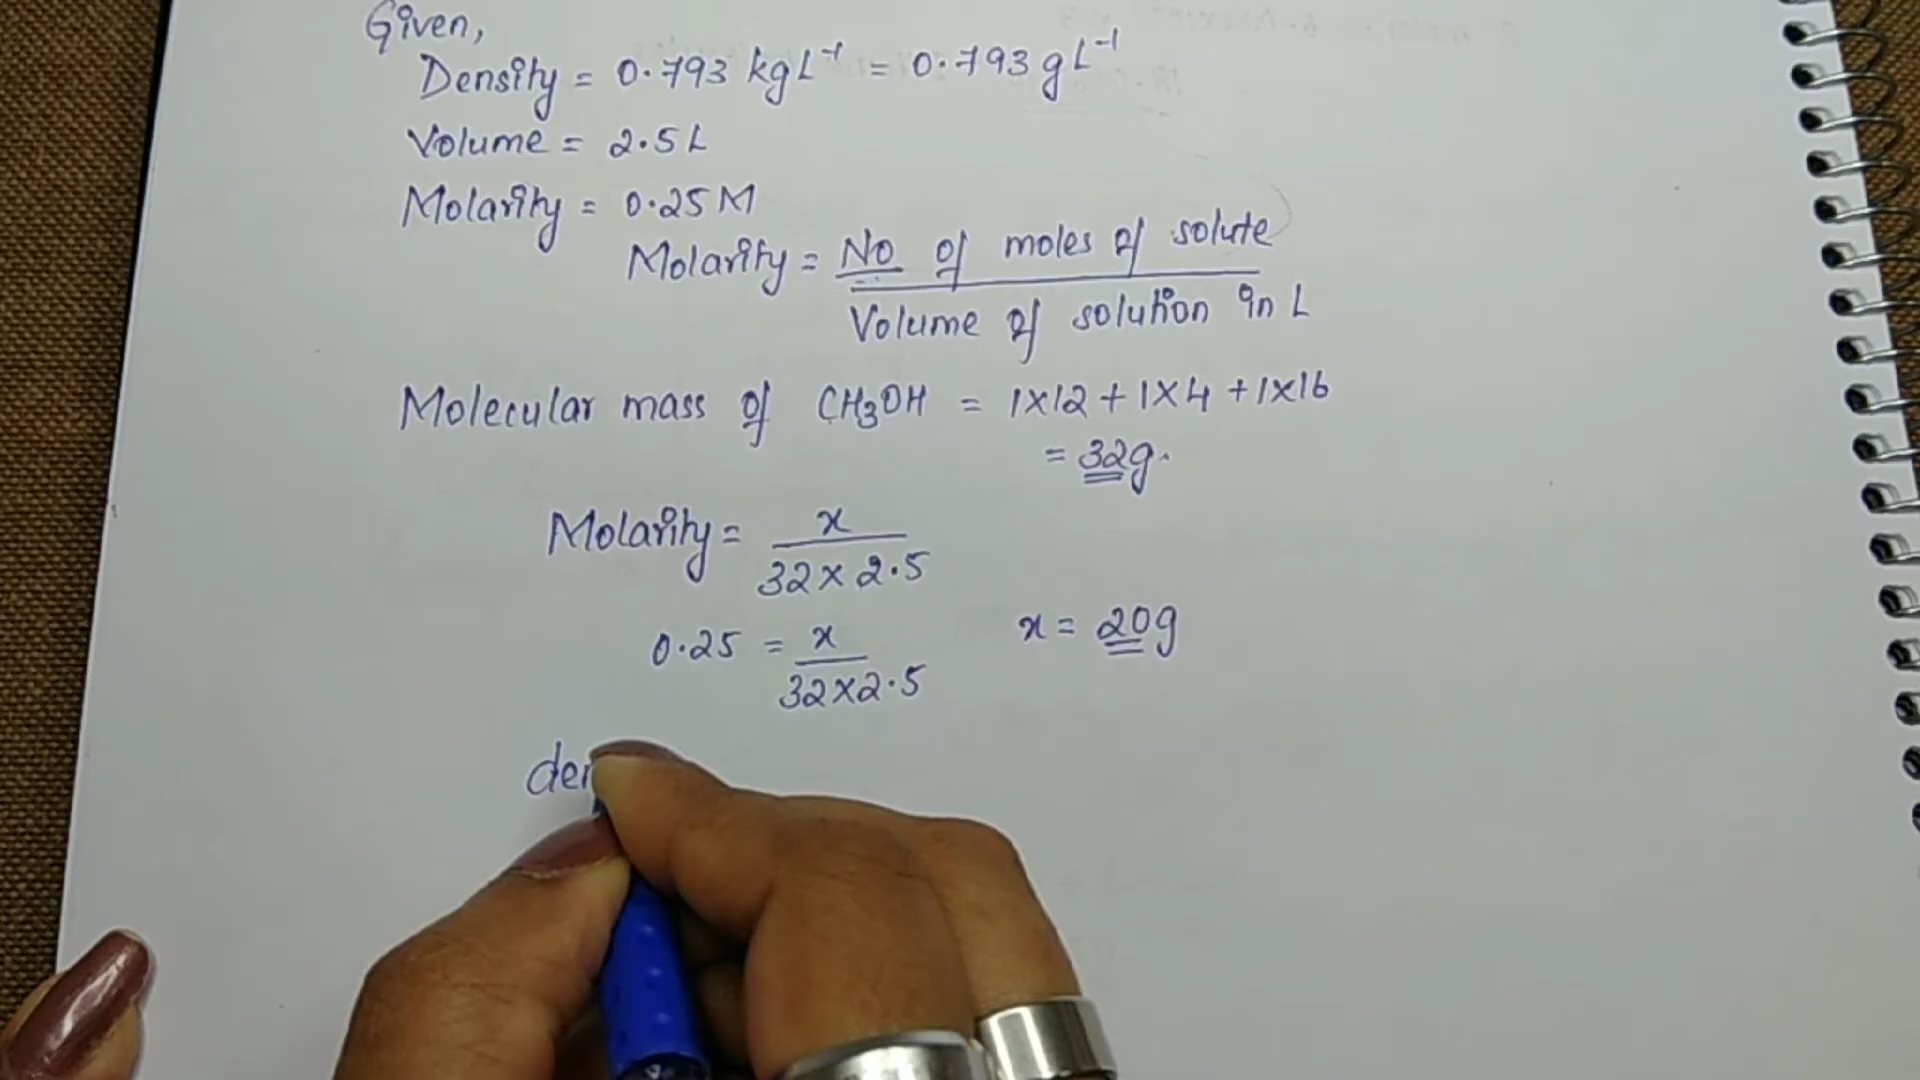 Given,
Density = 0.793 kg L⁻¹ = 0.793 g L⁻¹
Volume = 2.5 L
Molarity = 0.25 M
Molarity = No of moles of solute
Volume of solution in L
Molecular mass of CH₃OH = 1×12 + 1×4 + 1×16
= 32g.
Molarity = x
32 × 2.5
0.25 = x
32×2.5
x = 20g